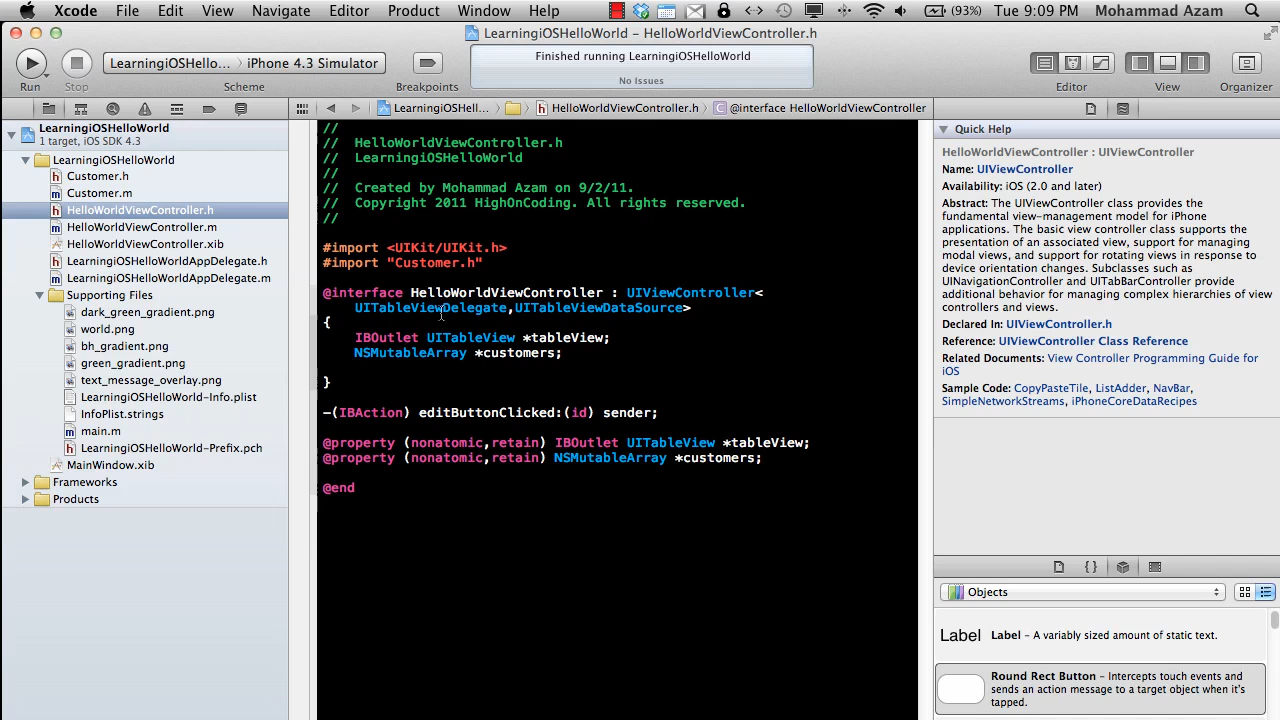 Xcode File Edit View Navigate Editor Product Window Help (93%) Tue 9:09 PM Mohammad Azam
LearningiOSHelloWorld – HelloWorldViewController.h
Run Stop LearningiOSHello... iPhone 4.3 Simulator Scheme Breakpoints
Finished running LearningiOSHelloWorld
No Issues
Editor View Organizer
LearningiOSHell... HelloWorldViewController.h @interface HelloWorldViewController
LearningiOSHelloWorld
1 target, iOS SDK 4.3
LearningiOSHelloWorld
Customer.h
Customer.m
HelloWorldViewController.h
HelloWorldViewController.m
HelloWorldViewController.xib
HelloWorldWorldAppDelegate.h
LearningiOSHelloWorldAppDelegate.m
Supporting Files
dark_green_gradient.png
world.png
bh_gradient.png
green_gradient.png
text_message_overlay.png
LearningiOSHelloWorld-Info.plist
InfoPlist.strings
main.m
LearningiOSHelloWorld-Prefix.pch
MainWindow.xib
Frameworks
Products
//
// HelloWorldViewController.h
// LearningiOSHelloWorld
//
// Created by Mohammad Azam on 9/2/11.
// Copyright 2011 HighOnCoding. All rights reserved.
//
#import <UIKit/UIKit.h>
#import "Customer.h"
@interface HelloWorldViewController : UIViewController<
UITableViewDelegate,UITableViewDataSource>
{
IBOutlet UITableView *tableView;
NSMutableArray *customers;
}
-(IBAction) editButtonClicked:(id) sender;
@property (nonatomic,retain) IBOutlet UITableView *tableView;
@property (nonatomic,retain) NSMutableArray *customers;
@end
Quick Help
HelloWorldViewController : UIViewController
Name: UIViewController
Availability: iOS (2.0 and later)
Abstract: The UIViewController class provides the
fundamental view-management model for iPhone
applications. The basic view controller class supports
the presentation of an associated view, support for managing
modal views, and support for rotating views in response to
device orientation changes. Subclasses such as
UINavigationController and UITabBarController provide
additional behavior for managing complex hierarchies of view
controllers and views.
Declared In: UIViewController.h
Reference: UIViewController Class Reference
Related Documents: View Controller Programming Guide for
iOS
Sample Code: CopyPasteTile, ListAdder, NavBar,
SimpleNetworkStreams, iPhoneCoreDataRecipes
{}
Objects
Label Label – A variably sized amount of static text.
Round Rect Button – Intercepts touch events and
sends an action message to a target object when it's
tapped.